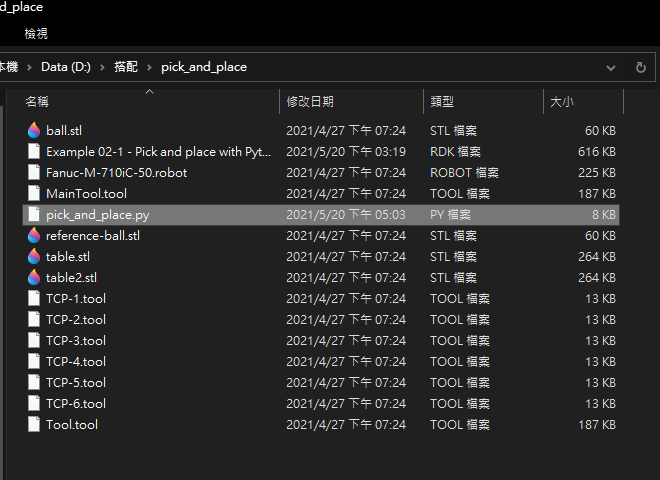 d_place
檢視
本機 > Data (D:) > 搭配 > pick_and_place
名稱 修改日期 類型 大小
ball.stl 2021/4/27 下午 07:24 STL 檔案 60 KB
Example 02-1 - Pick and place with Pyt... 2021/5/20 下午 03:19 RDK 檔案 616 KB
Fanuc-M-710iC-50.robot 2021/4/27 下午 07:24 ROBOT 檔案 225 KB
MainTool.tool 2021/4/27 下午 07:24 TOOL 檔案 187 KB
pick_and_place.py 2021/5/20 下午 05:03 PY 檔案 8 KB
reference-ball.stl 2021/4/27 下午 07:24 STL 檔案 60 KB
table.stl 2021/4/27 下午 07:24 STL 檔案 264 KB
table2.stl 2021/4/27 下午 07:24 STL 檔案 264 KB
TCP-1.tool 2021/4/27 下午 07:24 TOOL 檔案 13 KB
TCP-2.tool 2021/4/27 下午 07:24 TOOL 檔案 13 KB
TCP-3.tool 2021/4/27 下午 07:24 TOOL 檔案 13 KB
TCP-4.tool 2021/4/27 下午 07:24 TOOL 檔案 13 KB
TCP-5.tool 2021/4/27 下午 07:24 TOOL 檔案 13 KB
TCP-6.tool 2021/4/27 下午 07:24 TOOL 檔案 13 KB
Tool.tool 2021/4/27 下午 07:24 TOOL 檔案 187 KB